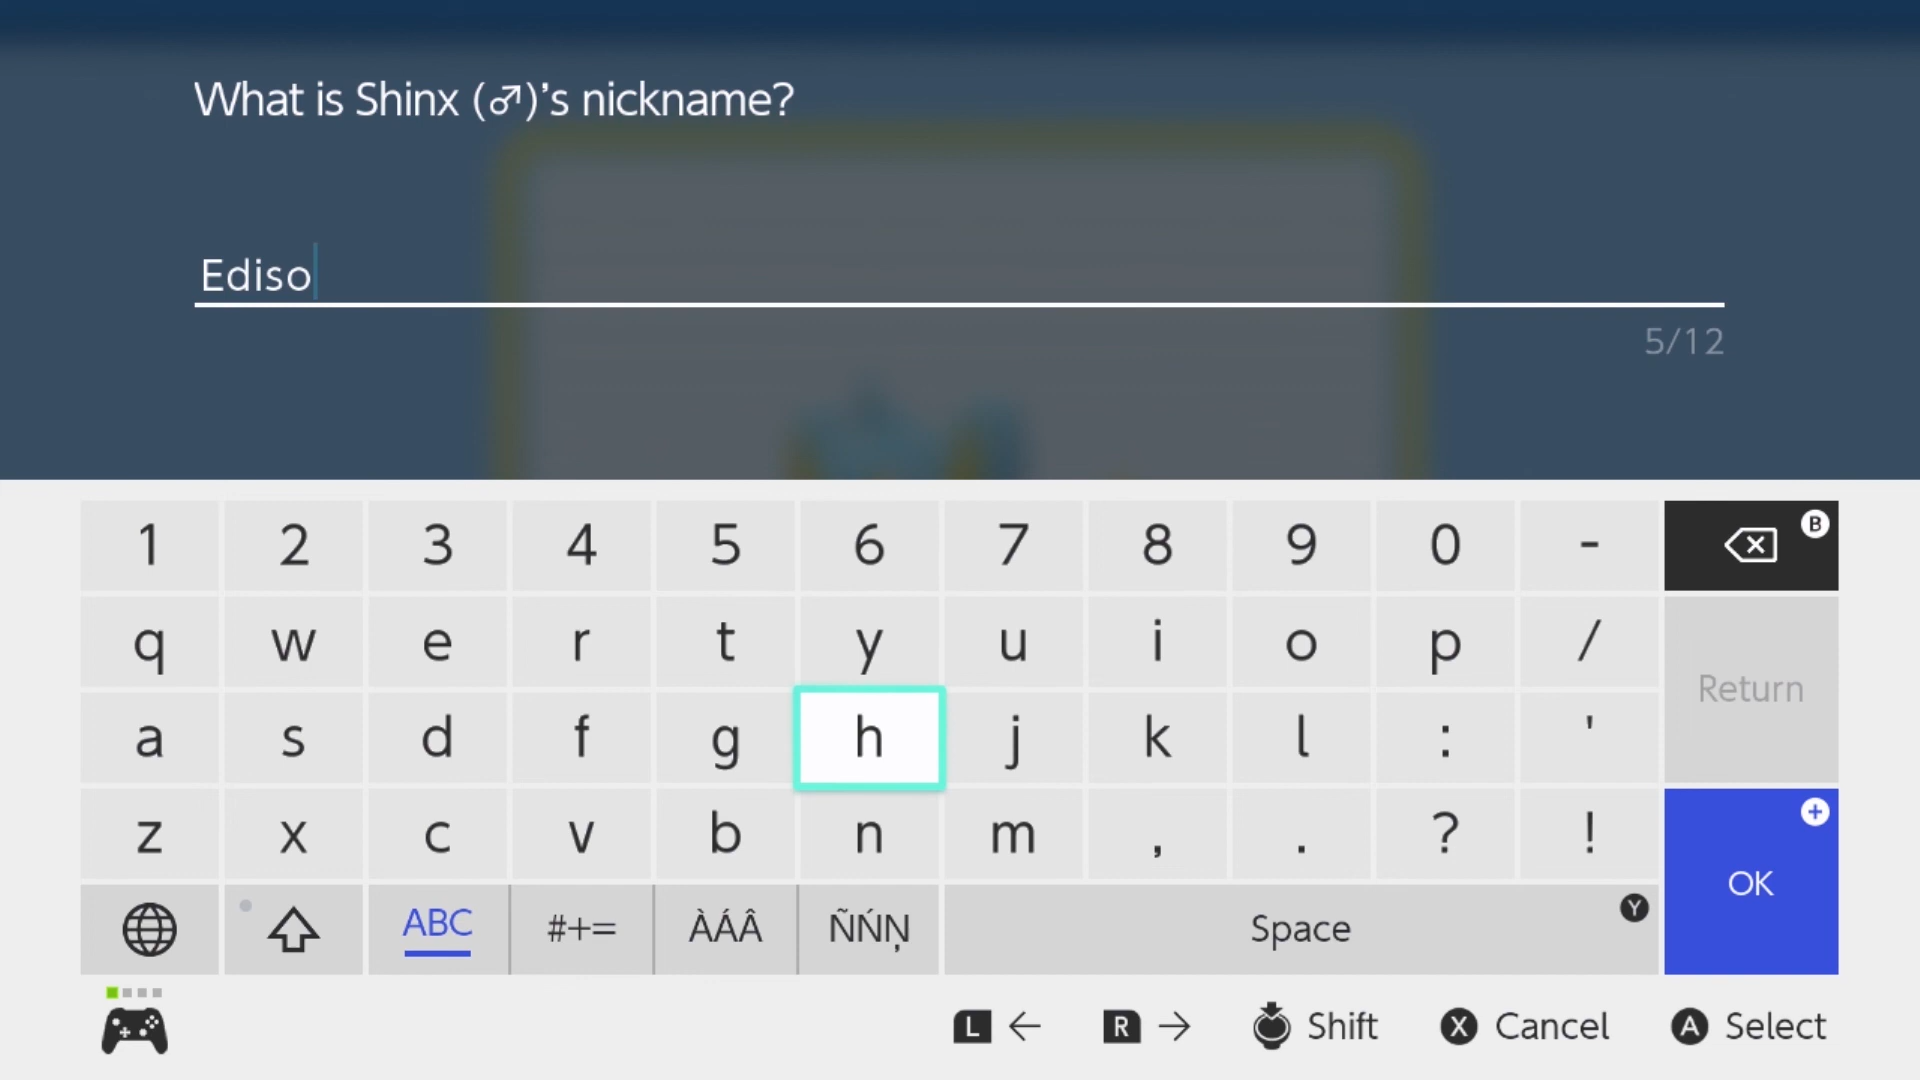 What is Shinx (♂)'s nickname?
Ediso
5/12
1 2 3 4 5 6 7 8 9 0 - B
q w e r t y u i o p /
Return
a s d f g h j k l : '
z x c v b n m , . ? ! +
OK
ABC #+= ÀÁÂ ÑŃŅ Space Y
L ← R → Shift X Cancel A Select